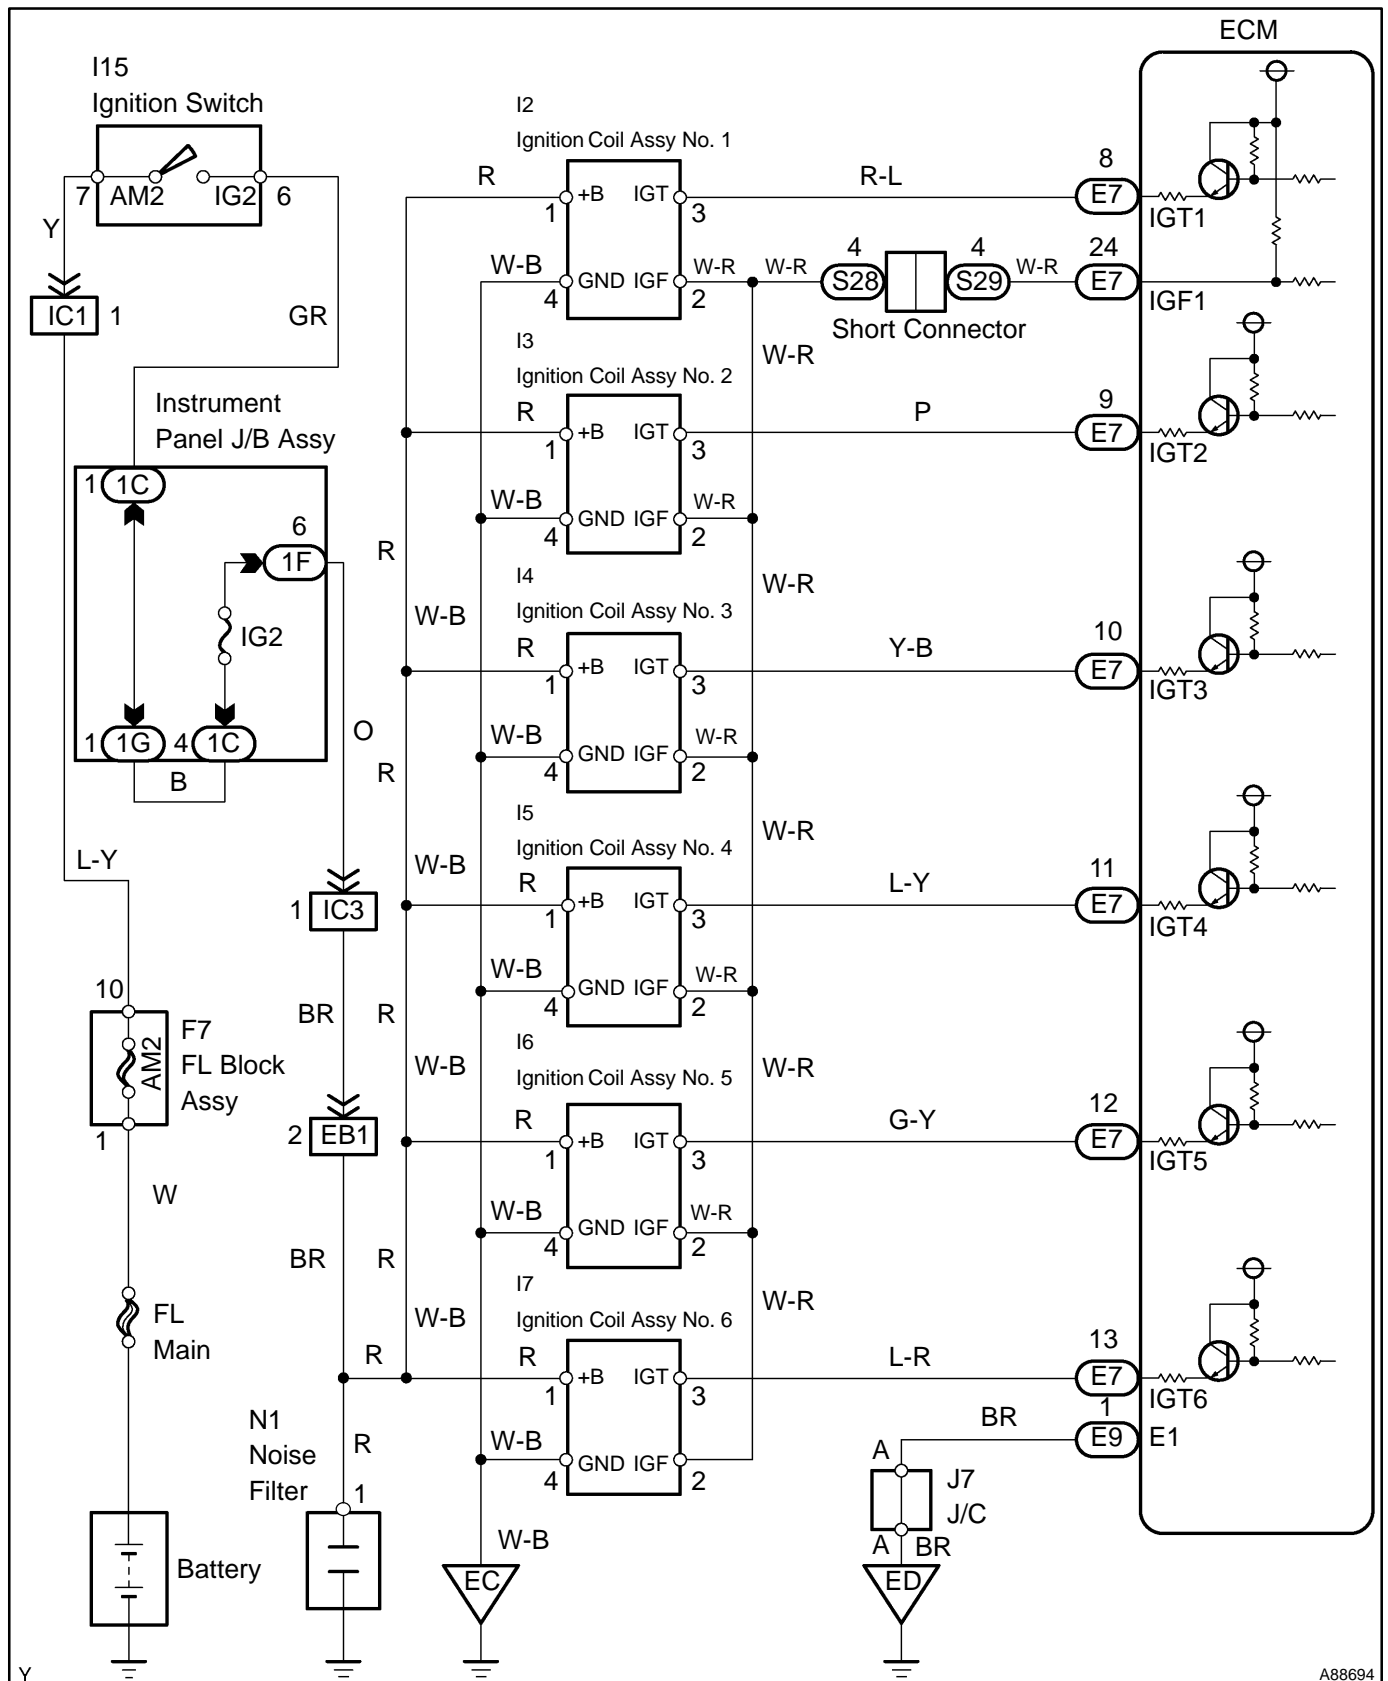 ECM
I15
Ignition Switch
7 AM2 IG2 6
Y
IC1 1
GR
Instrument
Panel J/B Assy
1 1C
6
1F
IG2
1 1G 4 1C
B
O
L-Y
10
AM2
F7
FL Block
Assy
1
W
FL
Main
Battery
1 IC3
BR
2 EB1
BR
R
N1
Noise
Filter
R
1
R
R
R
R
I2
Ignition Coil Assy No. 1
R
1 +B IGT 3
R-L
8
E7
IGT1
W-B
4 GND IGF 2
W-R
W-R
4
S28
4
S29
Short Connector
W-R
24
E7
IGF1
W-R
I3
Ignition Coil Assy No. 2
R
1 +B IGT 3
P
9
E7
IGT2
W-B
4 GND IGF 2
W-R
W-R
W-B
I4
Ignition Coil Assy No. 3
R
1 +B IGT 3
Y-B
10
E7
IGT3
W-B
4 GND IGF 2
W-R
W-R
W-B
I5
Ignition Coil Assy No. 4
R
1 +B IGT 3
L-Y
11
E7
IGT4
W-B
4 GND IGF 2
W-R
W-R
W-B
I6
Ignition Coil Assy No. 5
R
1 +B IGT 3
G-Y
12
E7
IGT5
W-B
4 GND IGF 2
W-R
W-R
W-B
I7
Ignition Coil Assy No. 6
R
1 +B IGT 3
L-R
13
E7
IGT6
W-B
4 GND IGF 2
W-B
EC
BR
1
E9
E1
A
J7
J/C
A BR
ED
Y
A88694